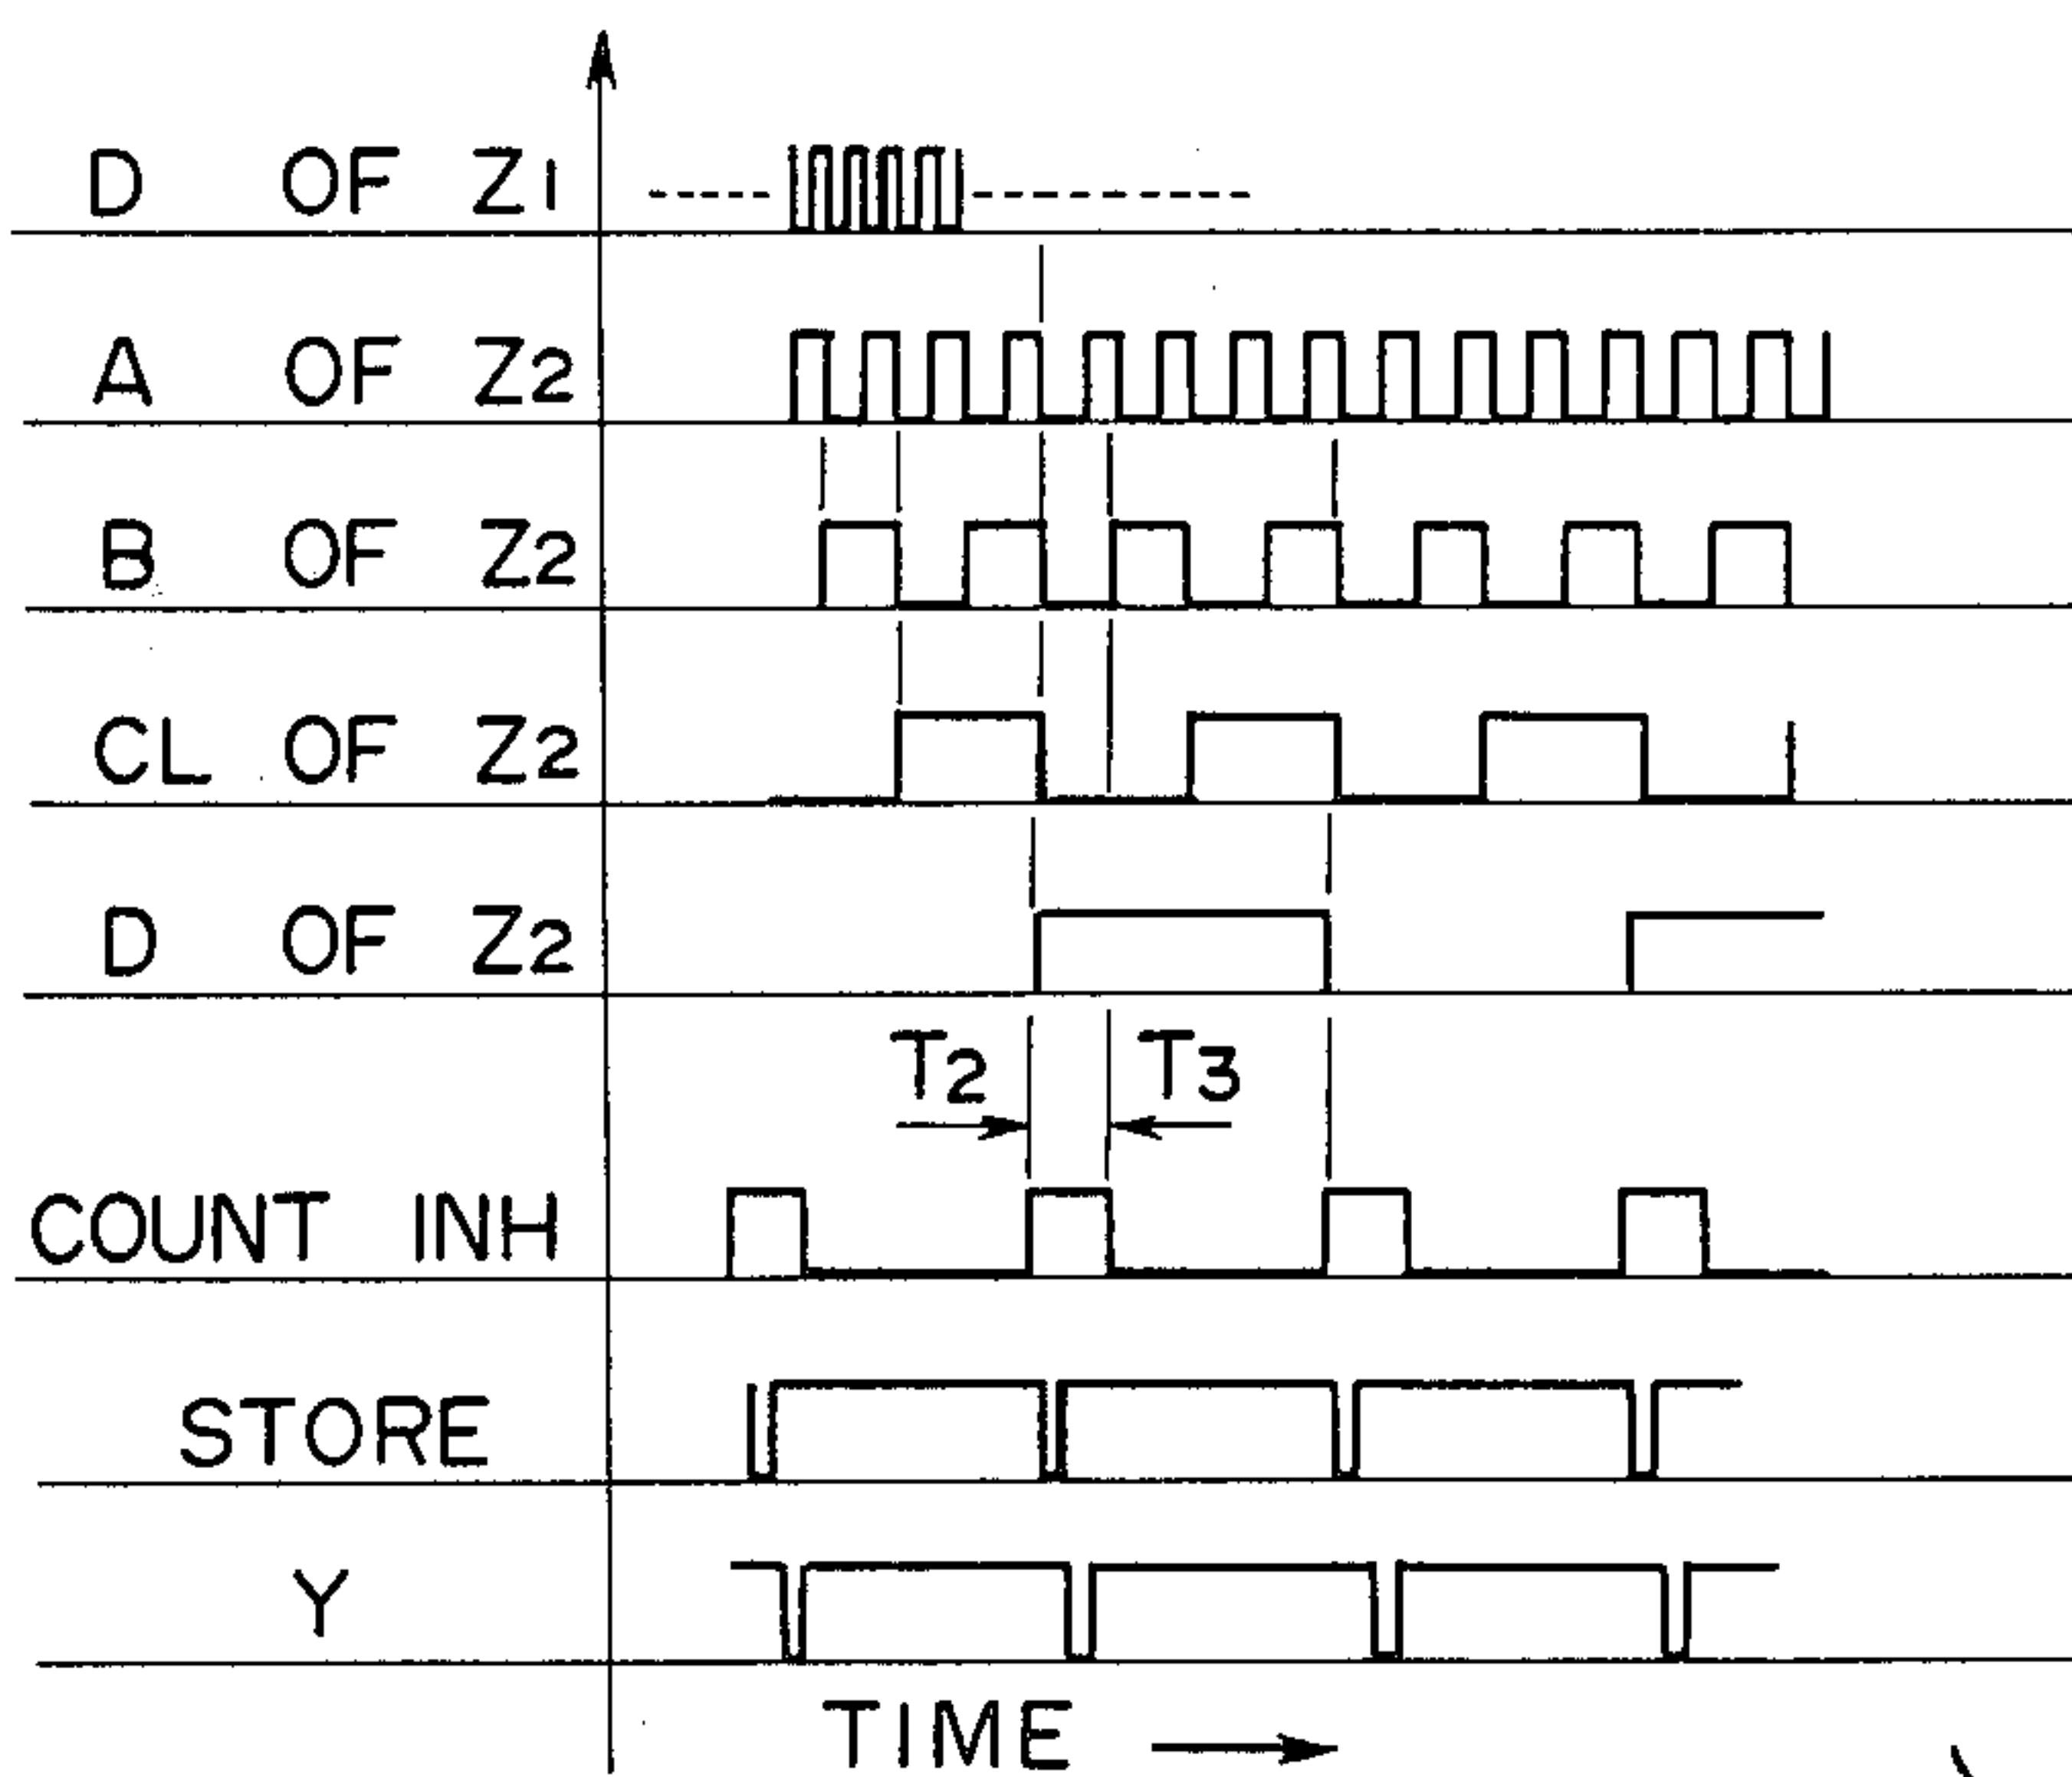 D OF Z1
A OF Z2
B OF Z2
CL OF Z2
D OF Z2
T2 T3
COUNT INH
STORE
Y
TIME